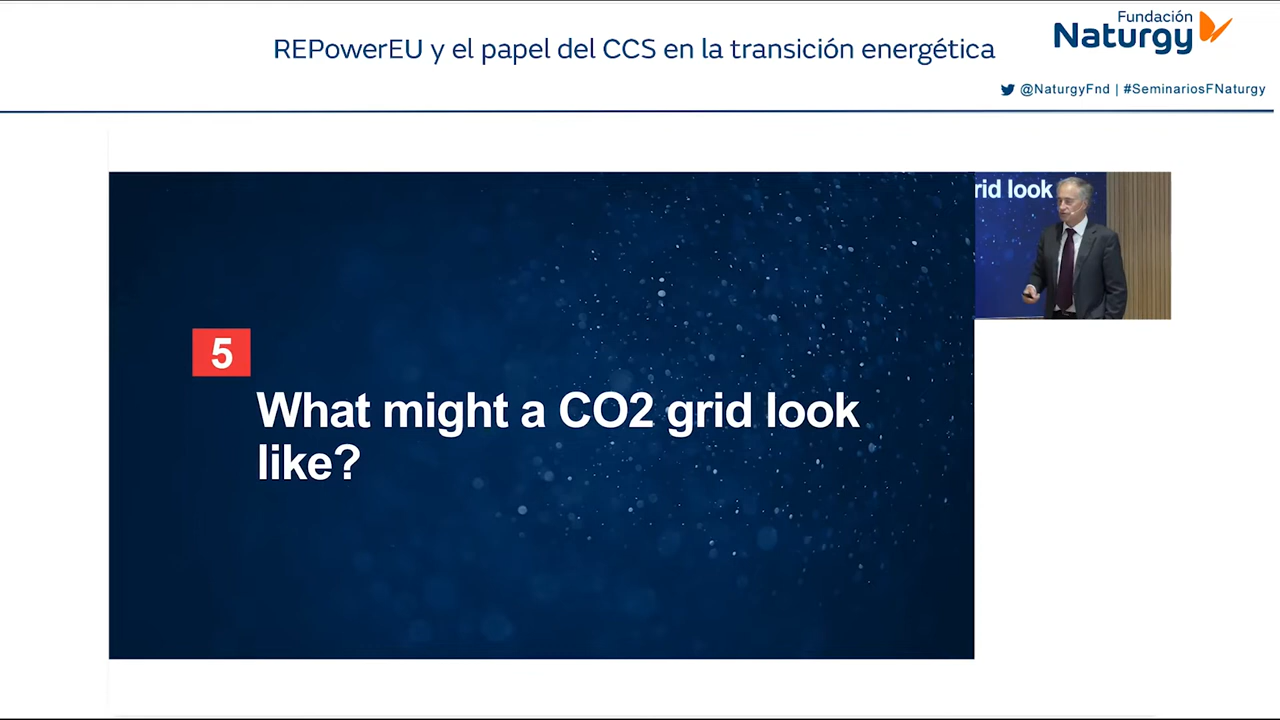 REPowerEU y el papel del CCS en la transición energética
Fundación
Naturgy
@NaturgyFnd | #SeminariosFNaturgy
rid look
5
What might a CO2 grid look
like?